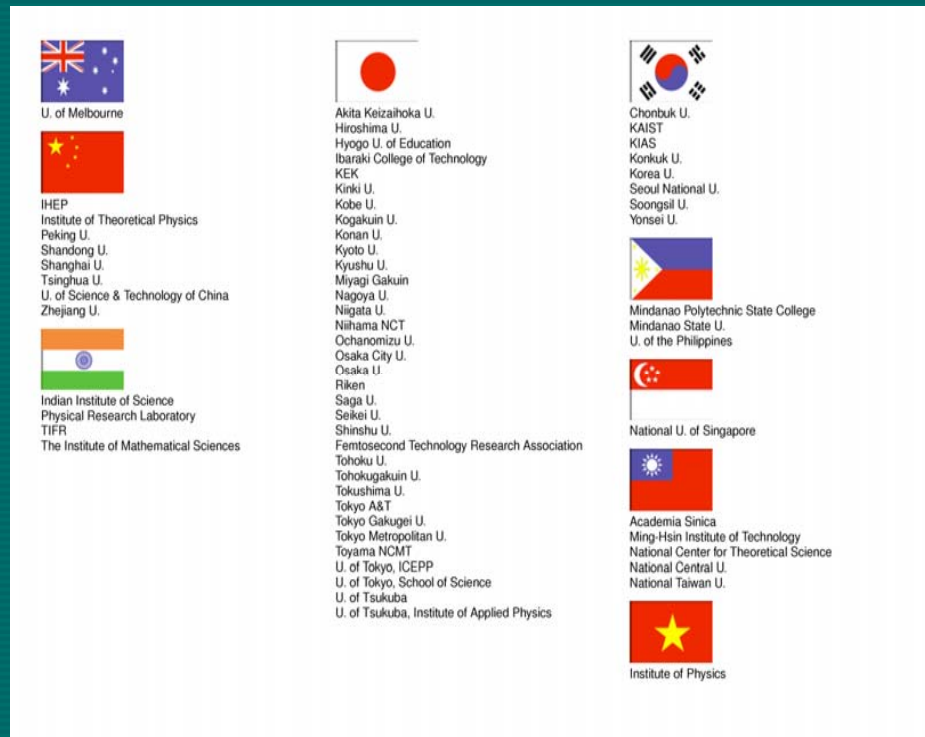 U. of Melbourne
IHEP
Institute of Theoretical Physics
Peking U.
Shandong U.
Shanghai U.
Tsinghua U.
U. of Science & Technology of China
Zhejiang U.
Indian Institute of Science
Physical Research Laboratory
TIFR
The Institute of Mathematical Sciences
Akita Keizaihoka U.
Hiroshima U.
Hyogo U. of Education
Ibaraki College of Technology
KEK
Kinki U.
Kobe U.
Kogakuin U.
Konan U.
Kyoto U.
Kyushu U.
Miyagi Gakuin
Nagoya U.
Niigata U.
Niihama NCT
Ochanomizu U.
Osaka City U.
Osaka U.
Riken
Saga U.
Seikei U.
Shinshu U.
Femtosecond Technology Research Association
Tohoku U.
Tohokugakuin U.
Tokushima U.
Tokyo A&T
Tokyo Gakugei U.
Tokyo Metropolitan U.
Toyama NCMT
U. of Tokyo, ICEPP
U. of Tokyo, School of Science
U. of Tsukuba
U. of Tsukuba, Institute of Applied Physics
Chonbuk U.
KAIST
KIAS
Konkuk U.
Korea U.
Seoul National U.
Soongsil U.
Yonsei U.
Mindanao Polytechnic State College
Mindanao State U.
U. of the Philippines
National U. of Singapore
Academia Sinica
Ming-Hsin Institute of Technology
National Center for Theoretical Science
National Central U.
National Taiwan U.
Institute of Physics